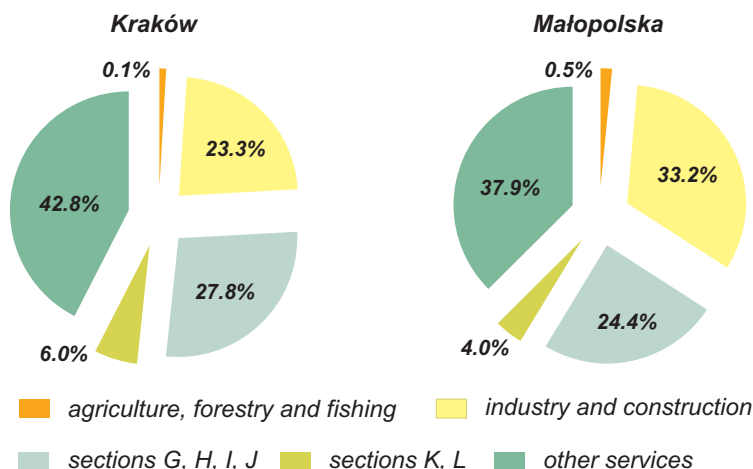 Kraków
Małopolska
0.1%
23.3%
42.8%
27.8%
6.0%
0.5%
33.2%
37.9%
24.4%
4.0%
agriculture, forestry and fishing
industry and construction
sections G, H, I, J
sections K, L
other services